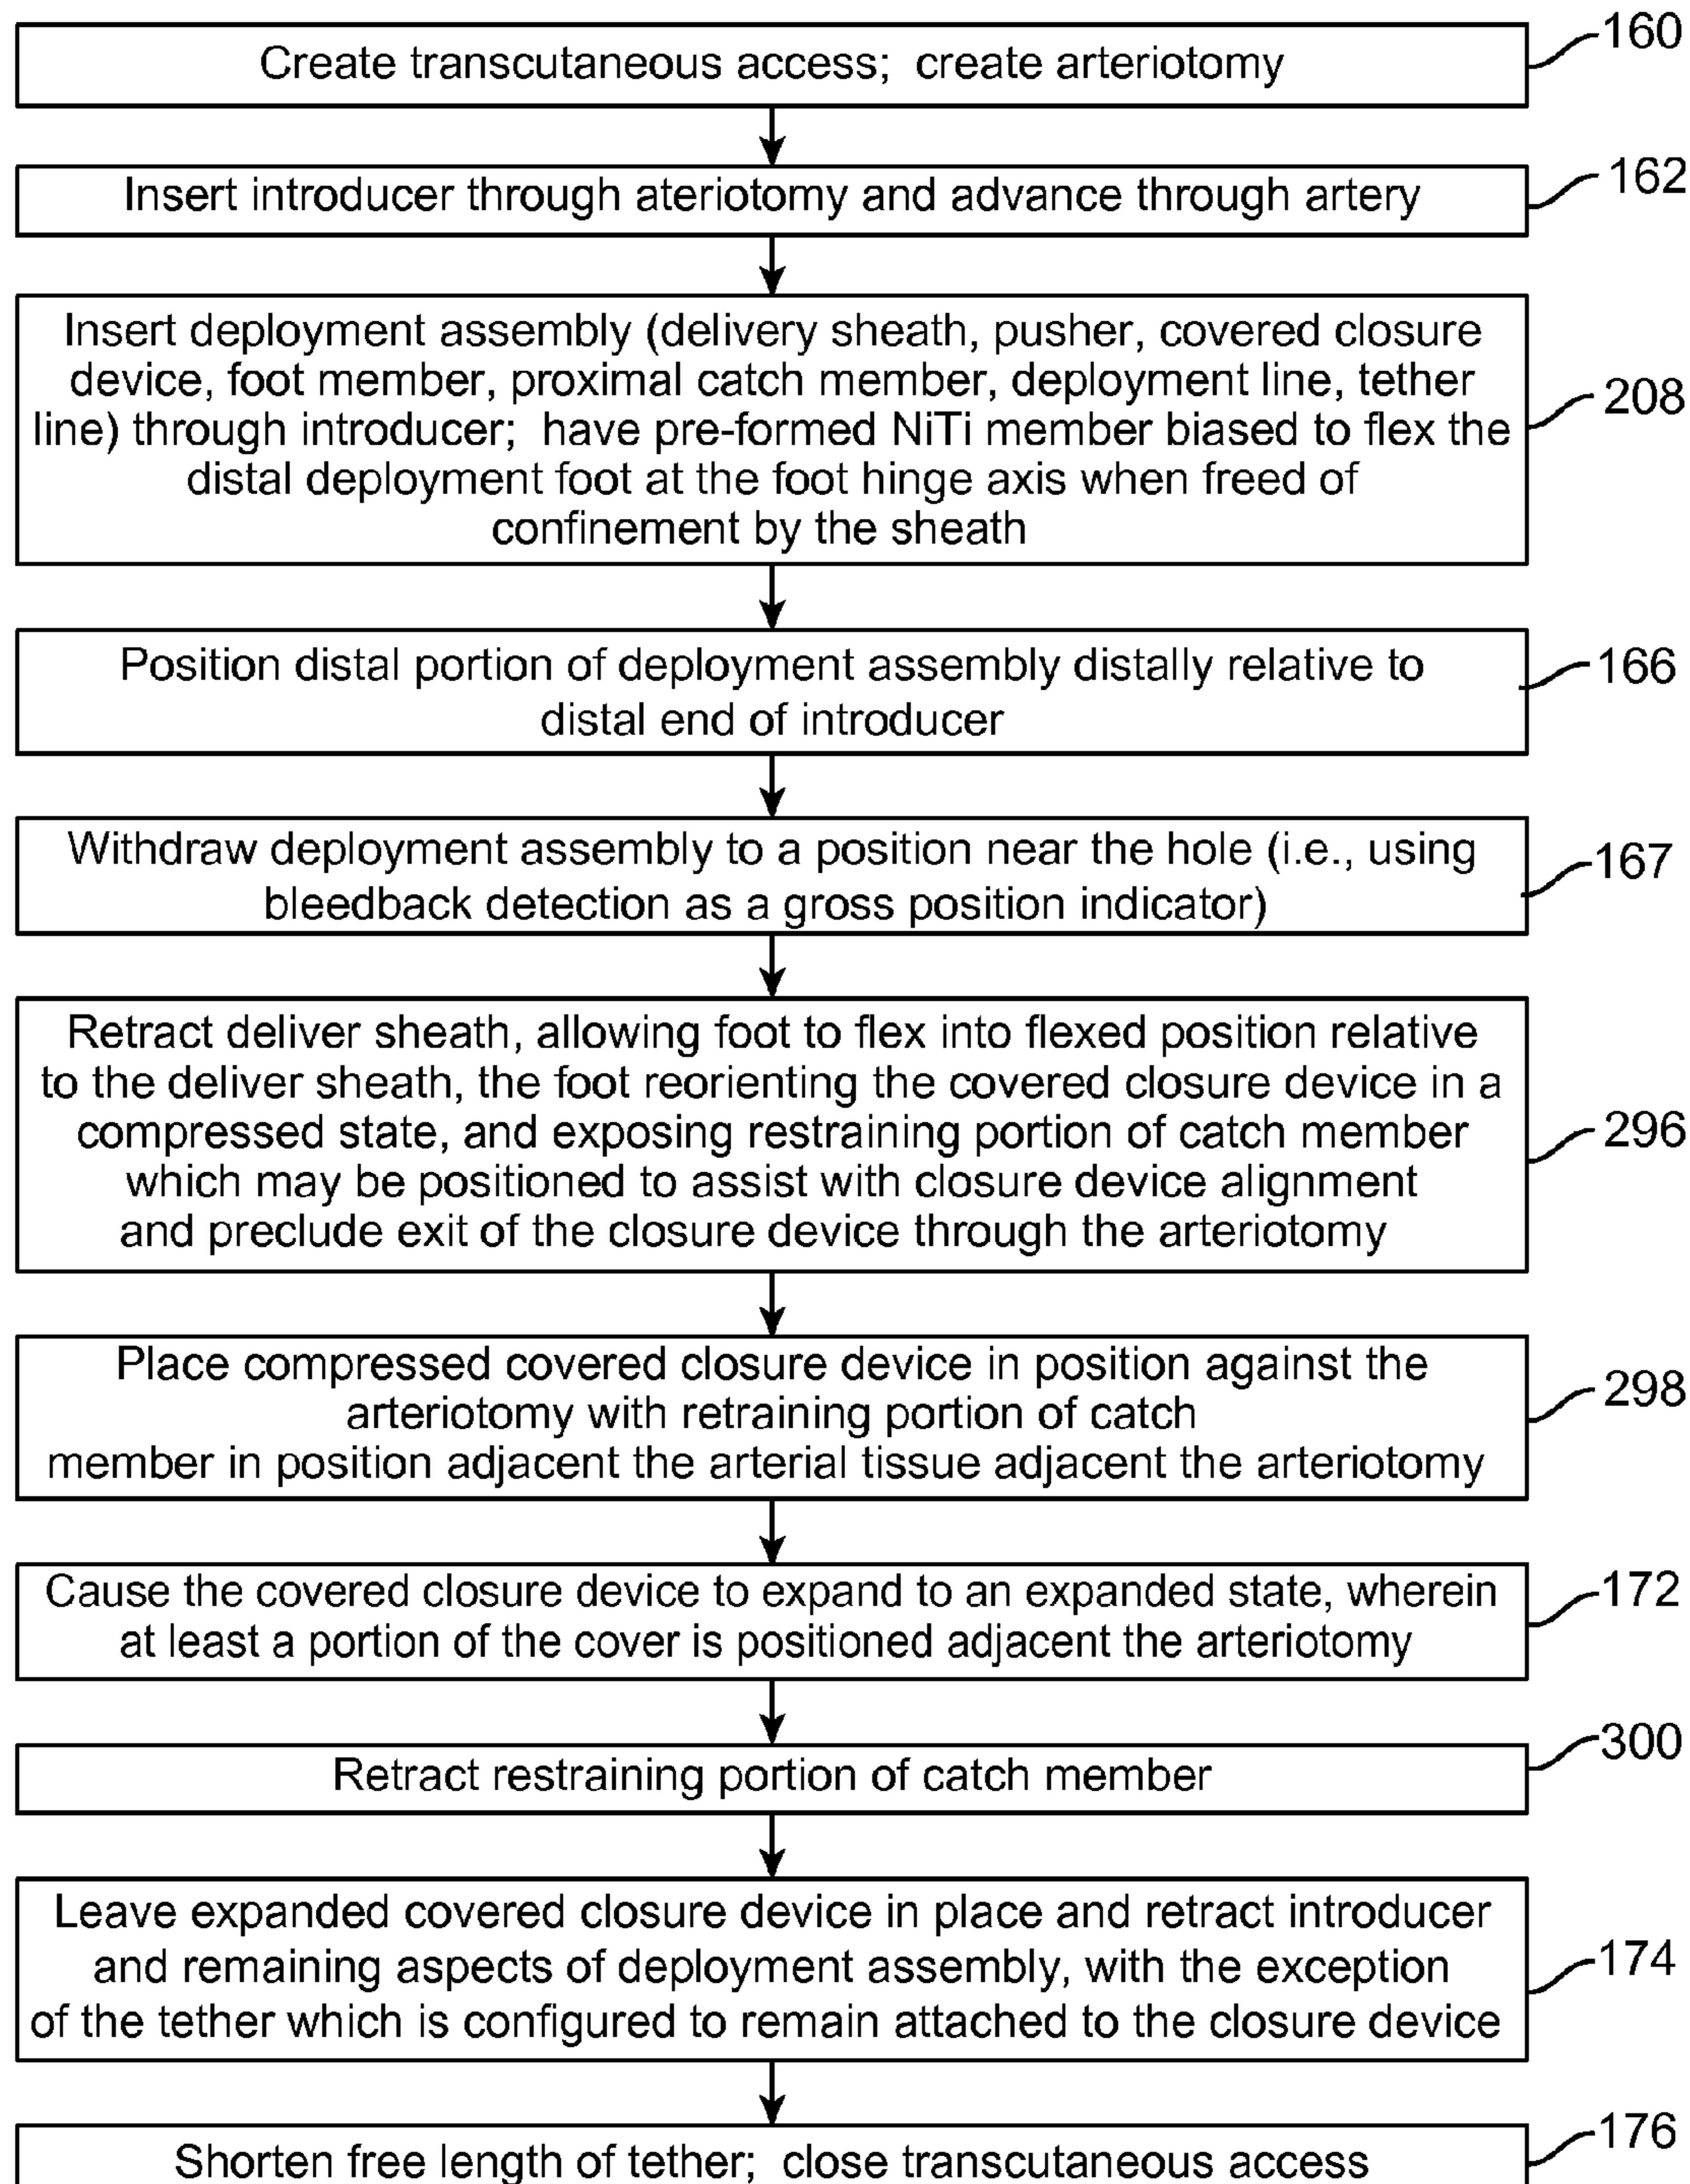 Create transcutaneous access; create arteriotomy
160
Insert introducer through ateriotomy and advance through artery
162
Insert deployment assembly (delivery sheath, pusher, covered closure
device, foot member, proximal catch member, deployment line, tether
line) through introducer; have pre-formed NiTi member biased to flex the
distal deployment foot at the foot hinge axis when freed of
confinement by the sheath
208
Position distal portion of deployment assembly distally relative to
distal end of introducer
166
Withdraw deployment assembly to a position near the hole (i.e., using
bleedback detection as a gross position indicator)
167
Retract deliver sheath, allowing foot to flex into flexed position relative
to the deliver sheath, the foot reorienting the covered closure device in a
compressed state, and exposing restraining portion of catch member
which may be positioned to assist with closure device alignment
and preclude exit of the closure device through the arteriotomy
296
Place compressed covered closure device in position against the
arteriotomy with retraining portion of catch
member in position adjacent the arterial tissue adjacent the arteriotomy
298
Cause the covered closure device to expand to an expanded state, wherein
at least a portion of the cover is positioned adjacent the arteriotomy
172
Retract restraining portion of catch member
300
Leave expanded covered closure device in place and retract introducer
and remaining aspects of deployment assembly, with the exception
of the tether which is configured to remain attached to the closure device
174
Shorten free length of tether; close transcutaneous access
176